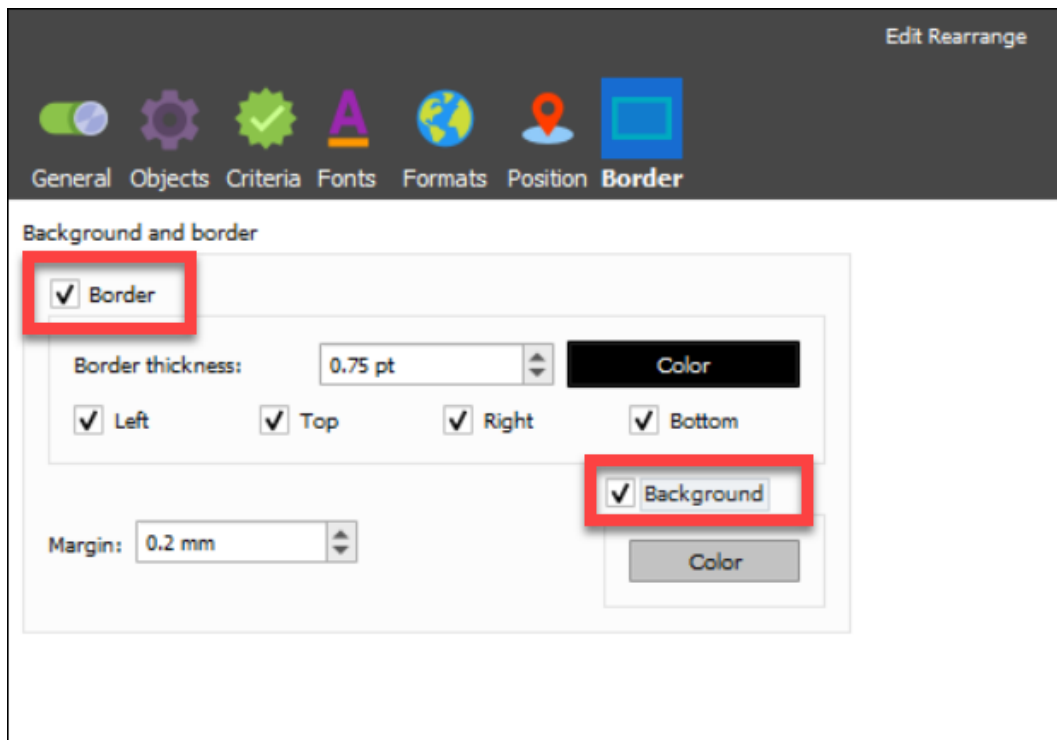 Edit Rearrange
General Objects Criteria Fonts Formats Position Border
Background and border
Border
Border thickness: 0.75 pt Color
Left Top Right Bottom
Background
Margin: 0.2 mm
Color